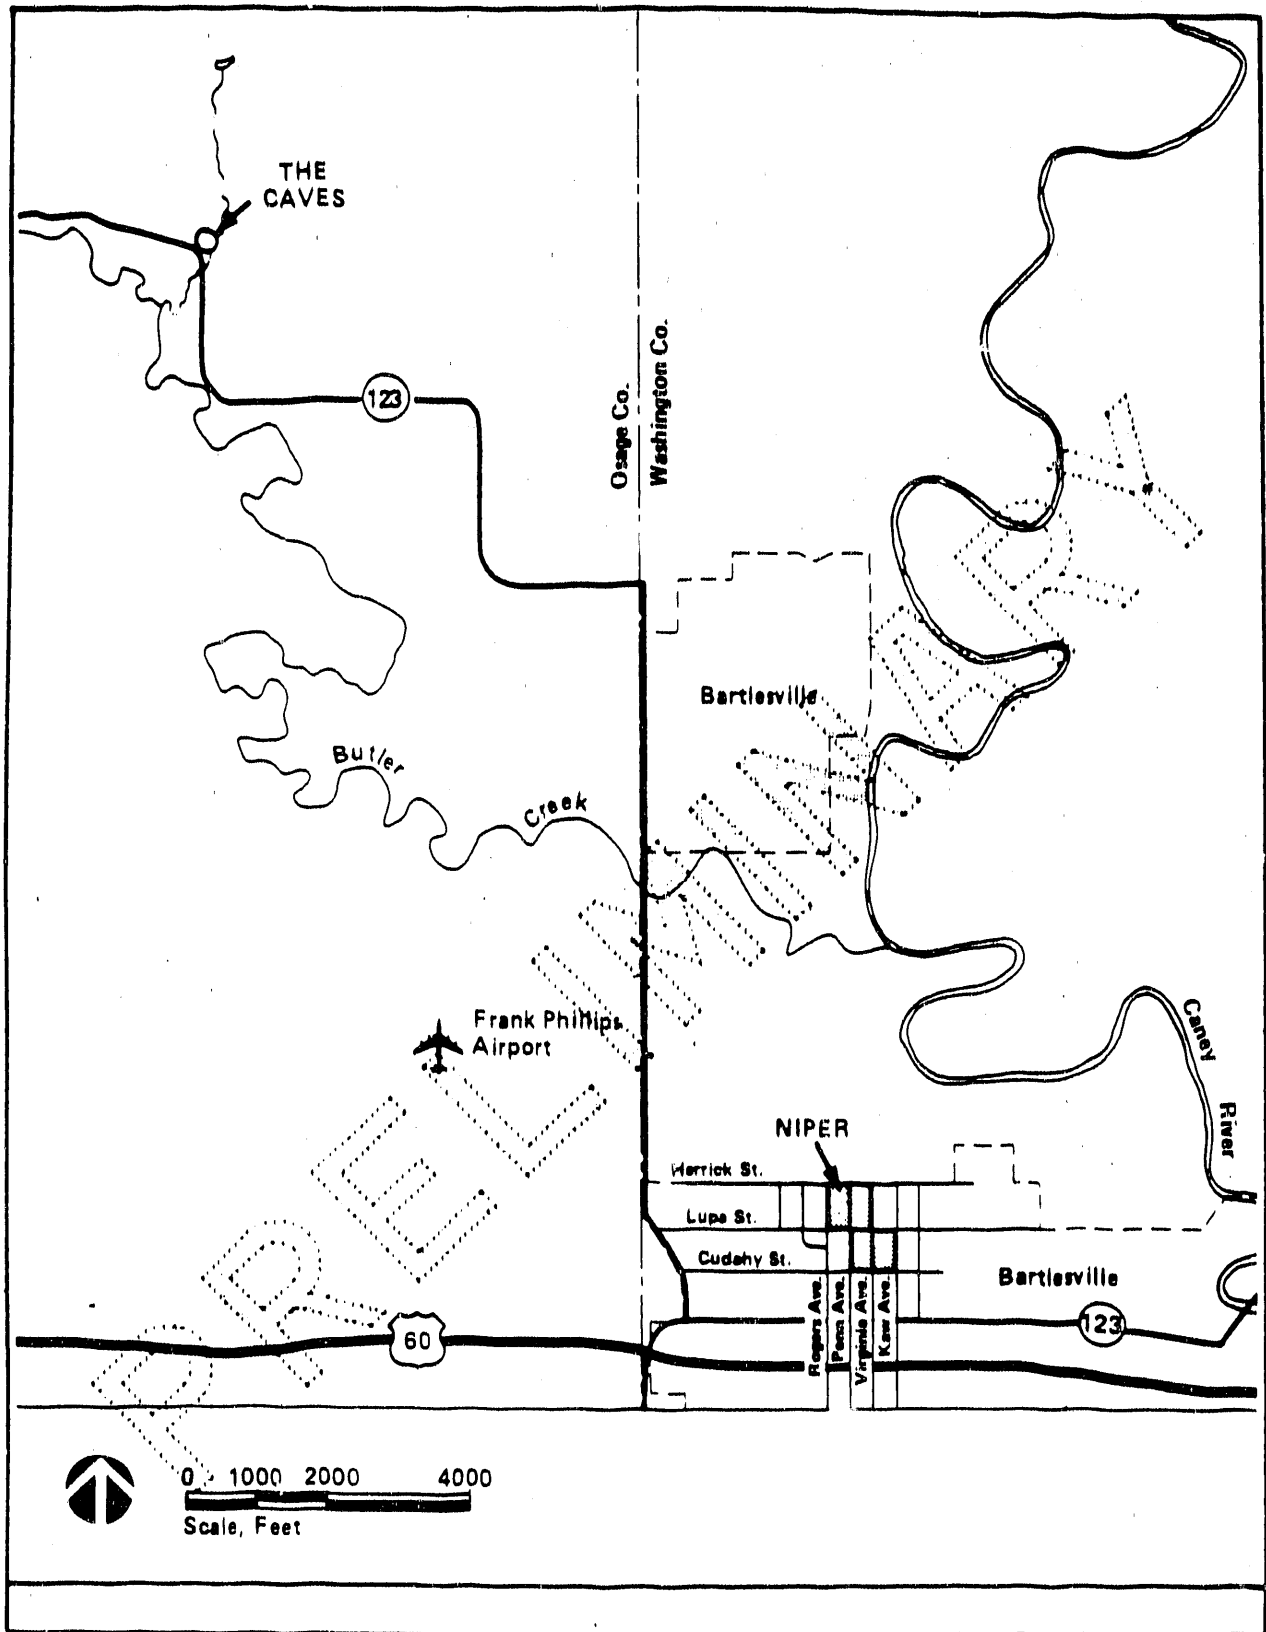 THE
CAVES
123
Osage Co.
Washington Co.
Bartlesville
Butler
Creek
Frank Phillips
Airport
Caney
River
NIPER
Herrick St.
Lupa St.
Cudahy St.
Bartlesville
Rogers Ave.
Penn Ave.
Virginia Ave.
Kaw Ave.
123
60
PRELIMINARY
0 1000 2000 4000
Scale, Feet